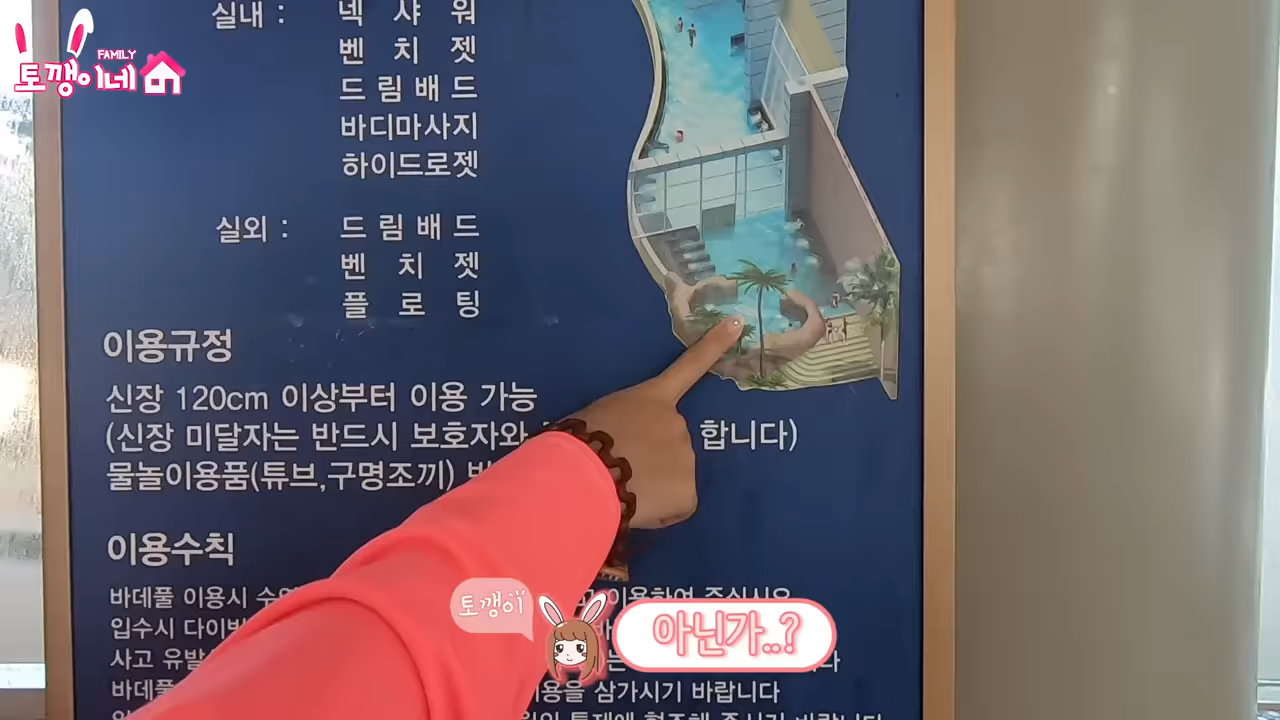 FAMILY
토깽이네
실내 : 넥 샤 워
벤 치 젯
드 림 배 드
바디마사지
하이드로젯
실외 : 드 림 배 드
벤 치 젯
플 로 팅
이용규정
신장 120cm 이상부터 이용 가능
(신장 미달자는 반드시 보호자와 합니다)
물놀이용품(튜브,구명조끼)
이용수칙
바데풀 이용시 이용하여 주십시오
입수시
사고
바데풀 이용을 삼가시기 바랍니다
토깽이
아닌가..?